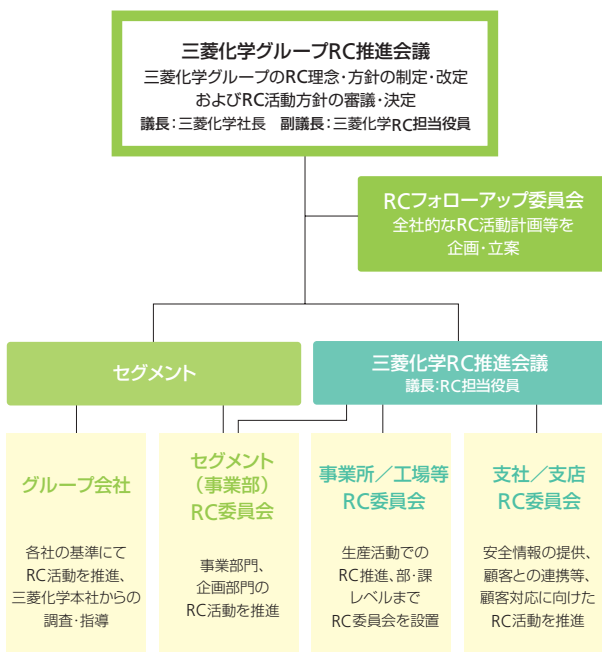 三菱化学グループRC推進会議
三菱化学グループのRC理念・方針の制定・改定
およびRC活動方針の審議・決定
議長：三菱化学社長　副議長：三菱化学RC担当役員
RCフォローアップ委員会
全社的なRC活動計画等を
企画・立案
セグメント
三菱化学RC推進会議
議長:RC担当役員
グループ会社
各社の基準にて
RC活動を推進、
三菱化学本社からの
調査・指導
セグメント
（事業部）
RC委員会
事業部門、
企画部門の
RC活動を推進
事業所／工場等
RC委員会
生産活動での
RC推進、部・課
レベルまで
RC委員会を設置
支社／支店
RC委員会
安全情報の提供、
顧客との連携等、
顧客対応に向けた
RC活動を推進